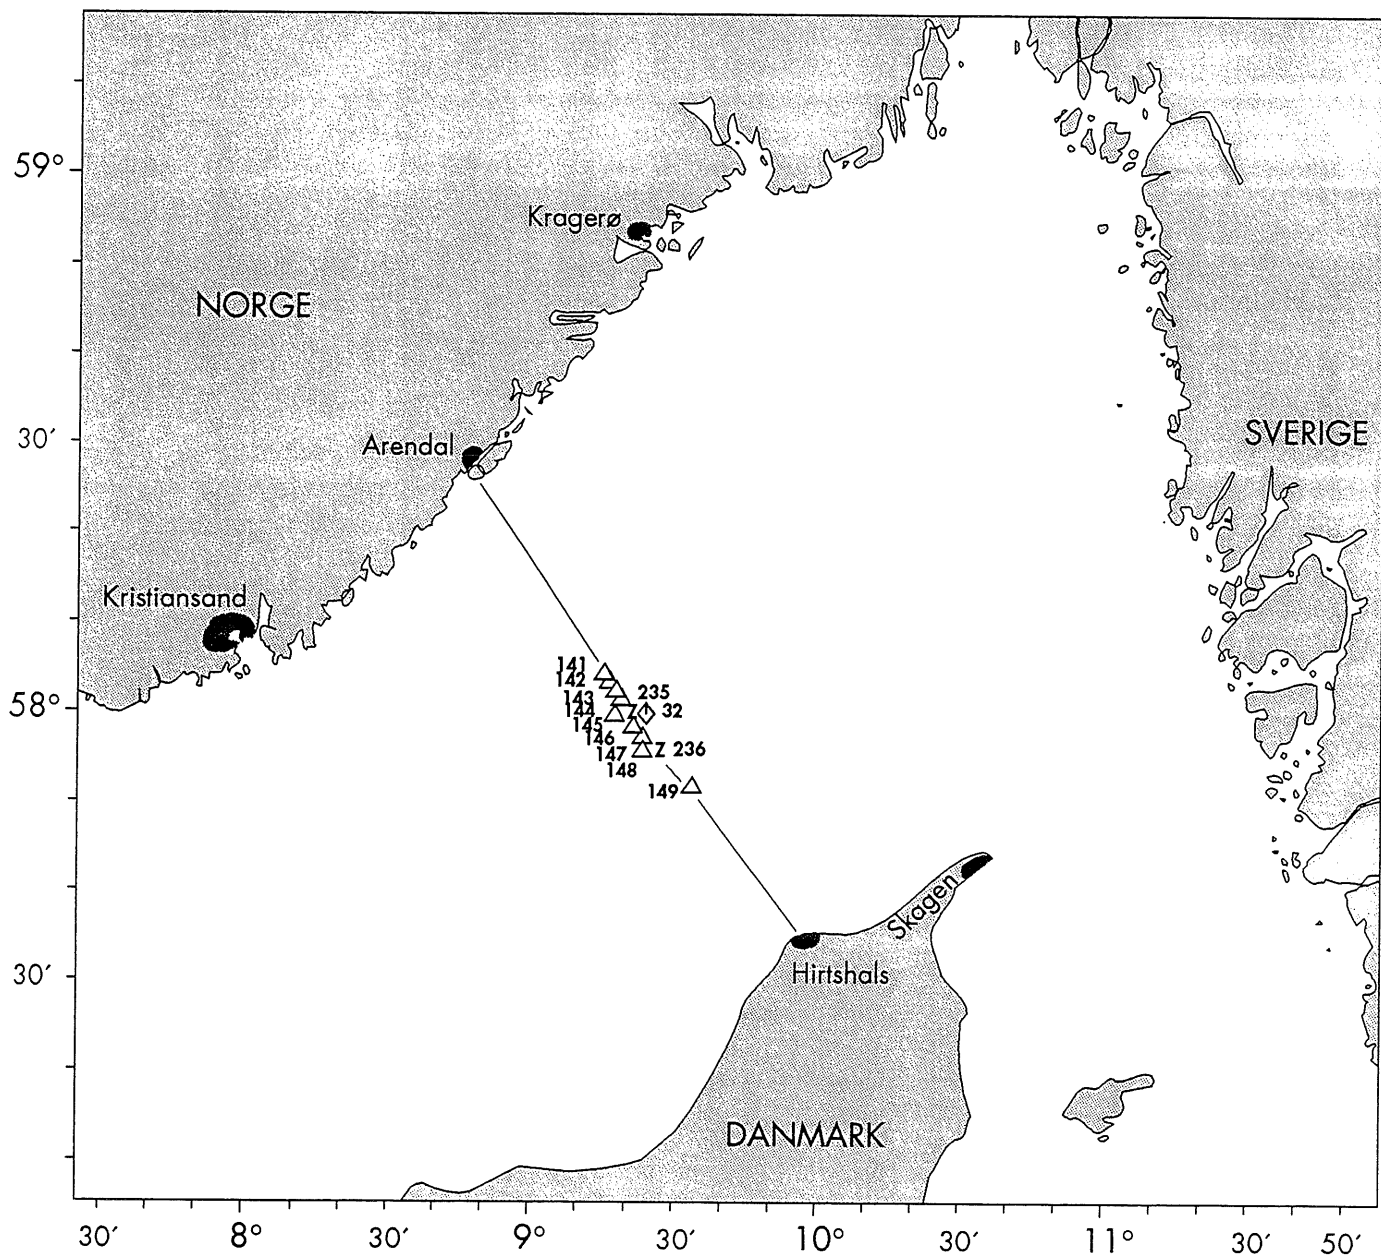 59°
Kragerø
NORGE
30′
Arendal
SVERIGE
Kristiansand
58°
141
142
143
144
145
146
147
148
149
235
32
Z
Z 236
Skagen
30′
Hirtshals
DANMARK
30′
8°
30′
9°
30′
10°
30′
11°
30′
50′